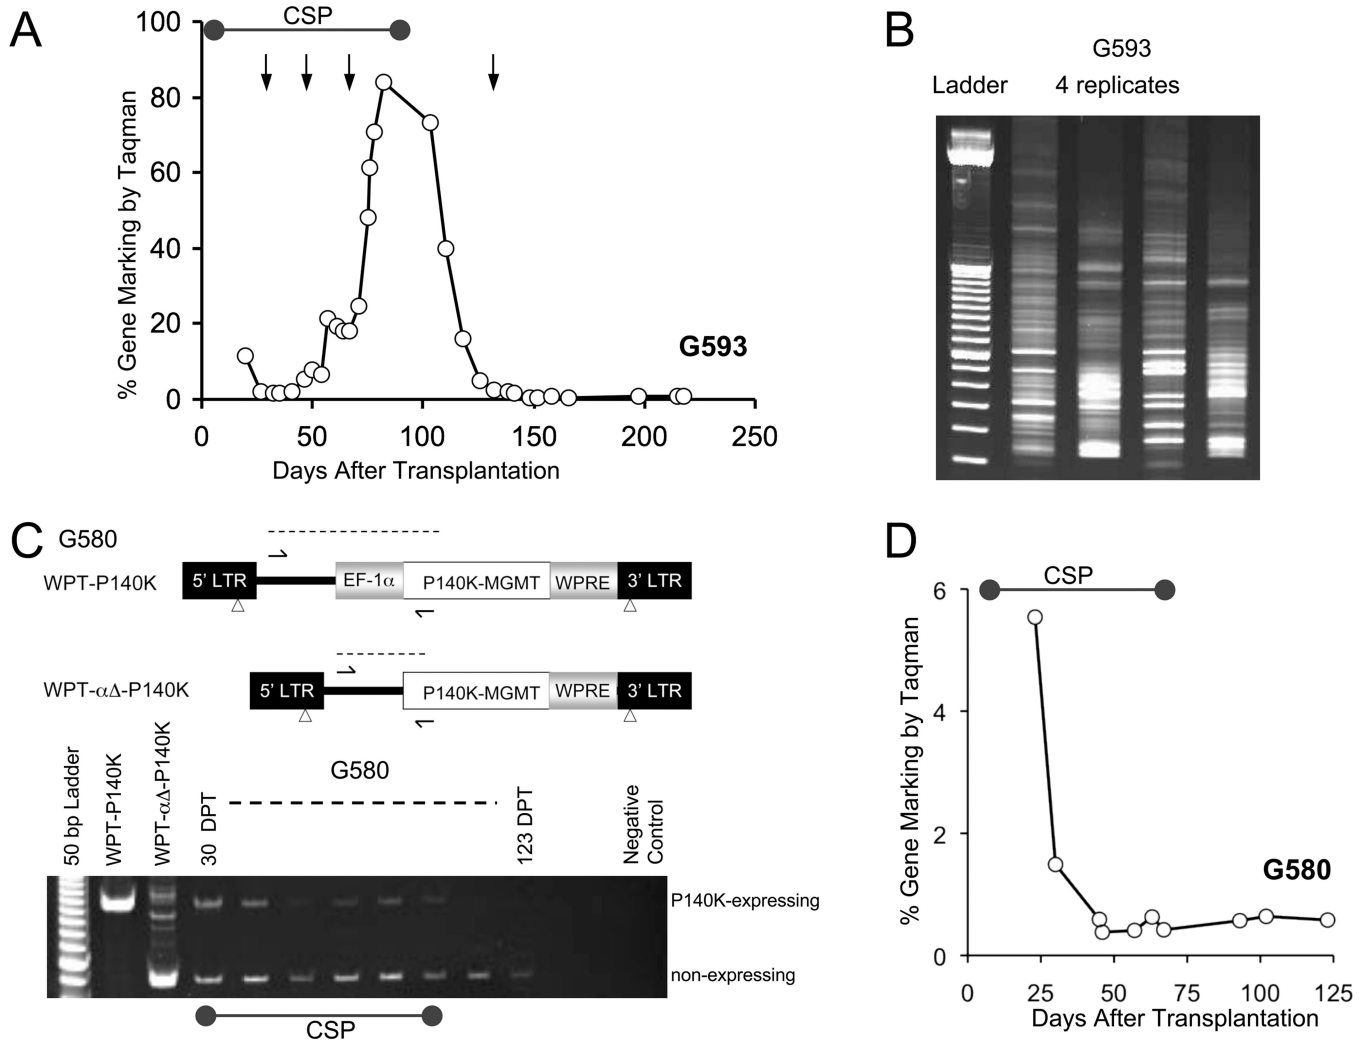 A
CSP
100
80
60
40
20
0
% Gene Marking by Taqman
G593
0 50 100 150 200 250
Days After Transplantation
B
G593
Ladder 4 replicates
C
G580
WPT-P140K
5' LTR EF-1α P140K-MGMT WPRE 3' LTR
WPT-αΔ-P140K
5' LTR P140K-MGMT WPRE 3' LTR
50 bp Ladder
WPT-P140K
WPT-αΔ-P140K
30 DPT
G580
123 DPT
Negative
Control
P140K-expressing
non-expressing
CSP
D
CSP
6
4
2
0
% Gene Marking by Taqman
G580
0 25 50 75 100 125
Days After Transplantation